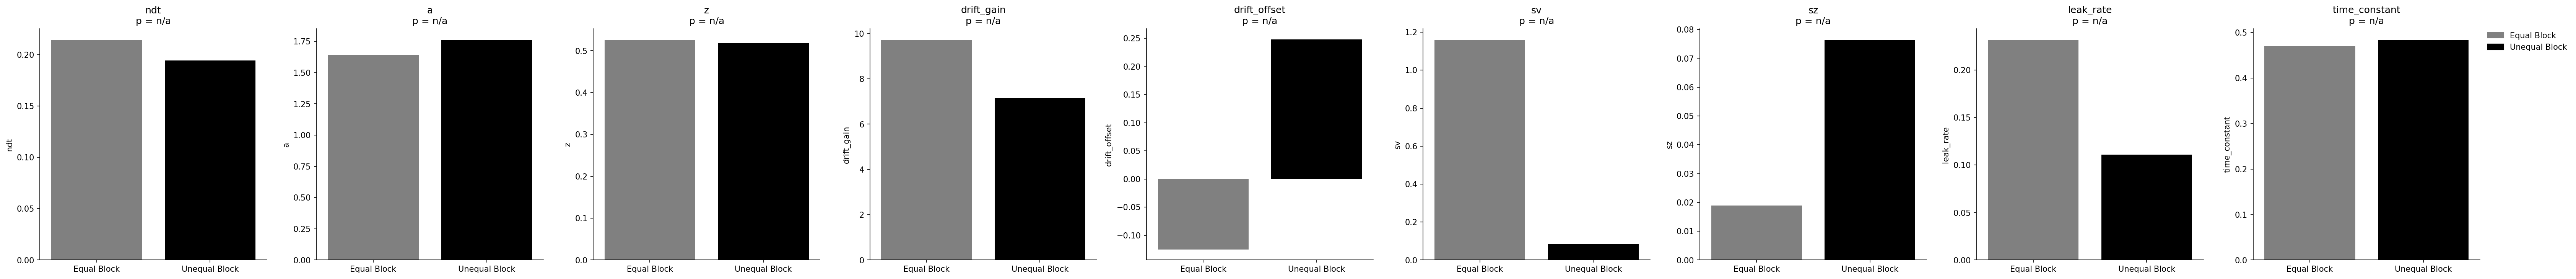 ndt
p = n/a
0.20
0.15
0.10
0.05
0.00
ndt
Equal Block
Unequal Block
a
p = n/a
1.75
1.50
1.25
1.00
0.75
0.50
0.25
0.00
a
Equal Block
Unequal Block
z
p = n/a
0.5
0.4
0.3
0.2
0.1
0.0
z
Equal Block
Unequal Block
drift_gain
p = n/a
10
8
6
4
2
0
drift_gain
Equal Block
Unequal Block
drift_offset
p = n/a
0.25
0.20
0.15
0.10
0.05
0.00
−0.05
−0.10
drift_offset
Equal Block
Unequal Block
sv
p = n/a
1.2
1.0
0.8
0.6
0.4
0.2
0.0
sv
Equal Block
Unequal Block
sz
p = n/a
0.08
0.07
0.06
0.05
0.04
0.03
0.02
0.01
0.00
sz
Equal Block
Unequal Block
leak_rate
p = n/a
0.20
0.15
0.10
0.05
0.00
leak_rate
Equal Block
Unequal Block
time_constant
p = n/a
0.5
0.4
0.3
0.2
0.1
0.0
time_constant
Equal Block
Unequal Block
Equal Block
Unequal Block